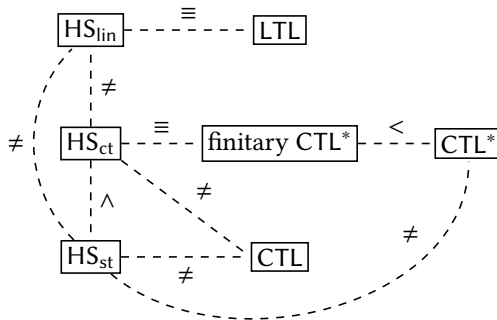 HS_lin ≡ LTL
≠
≠ HS_ct ≡ finitary CTL* < CTL*
≠
∧ ≠
HS_st ≠ CTL